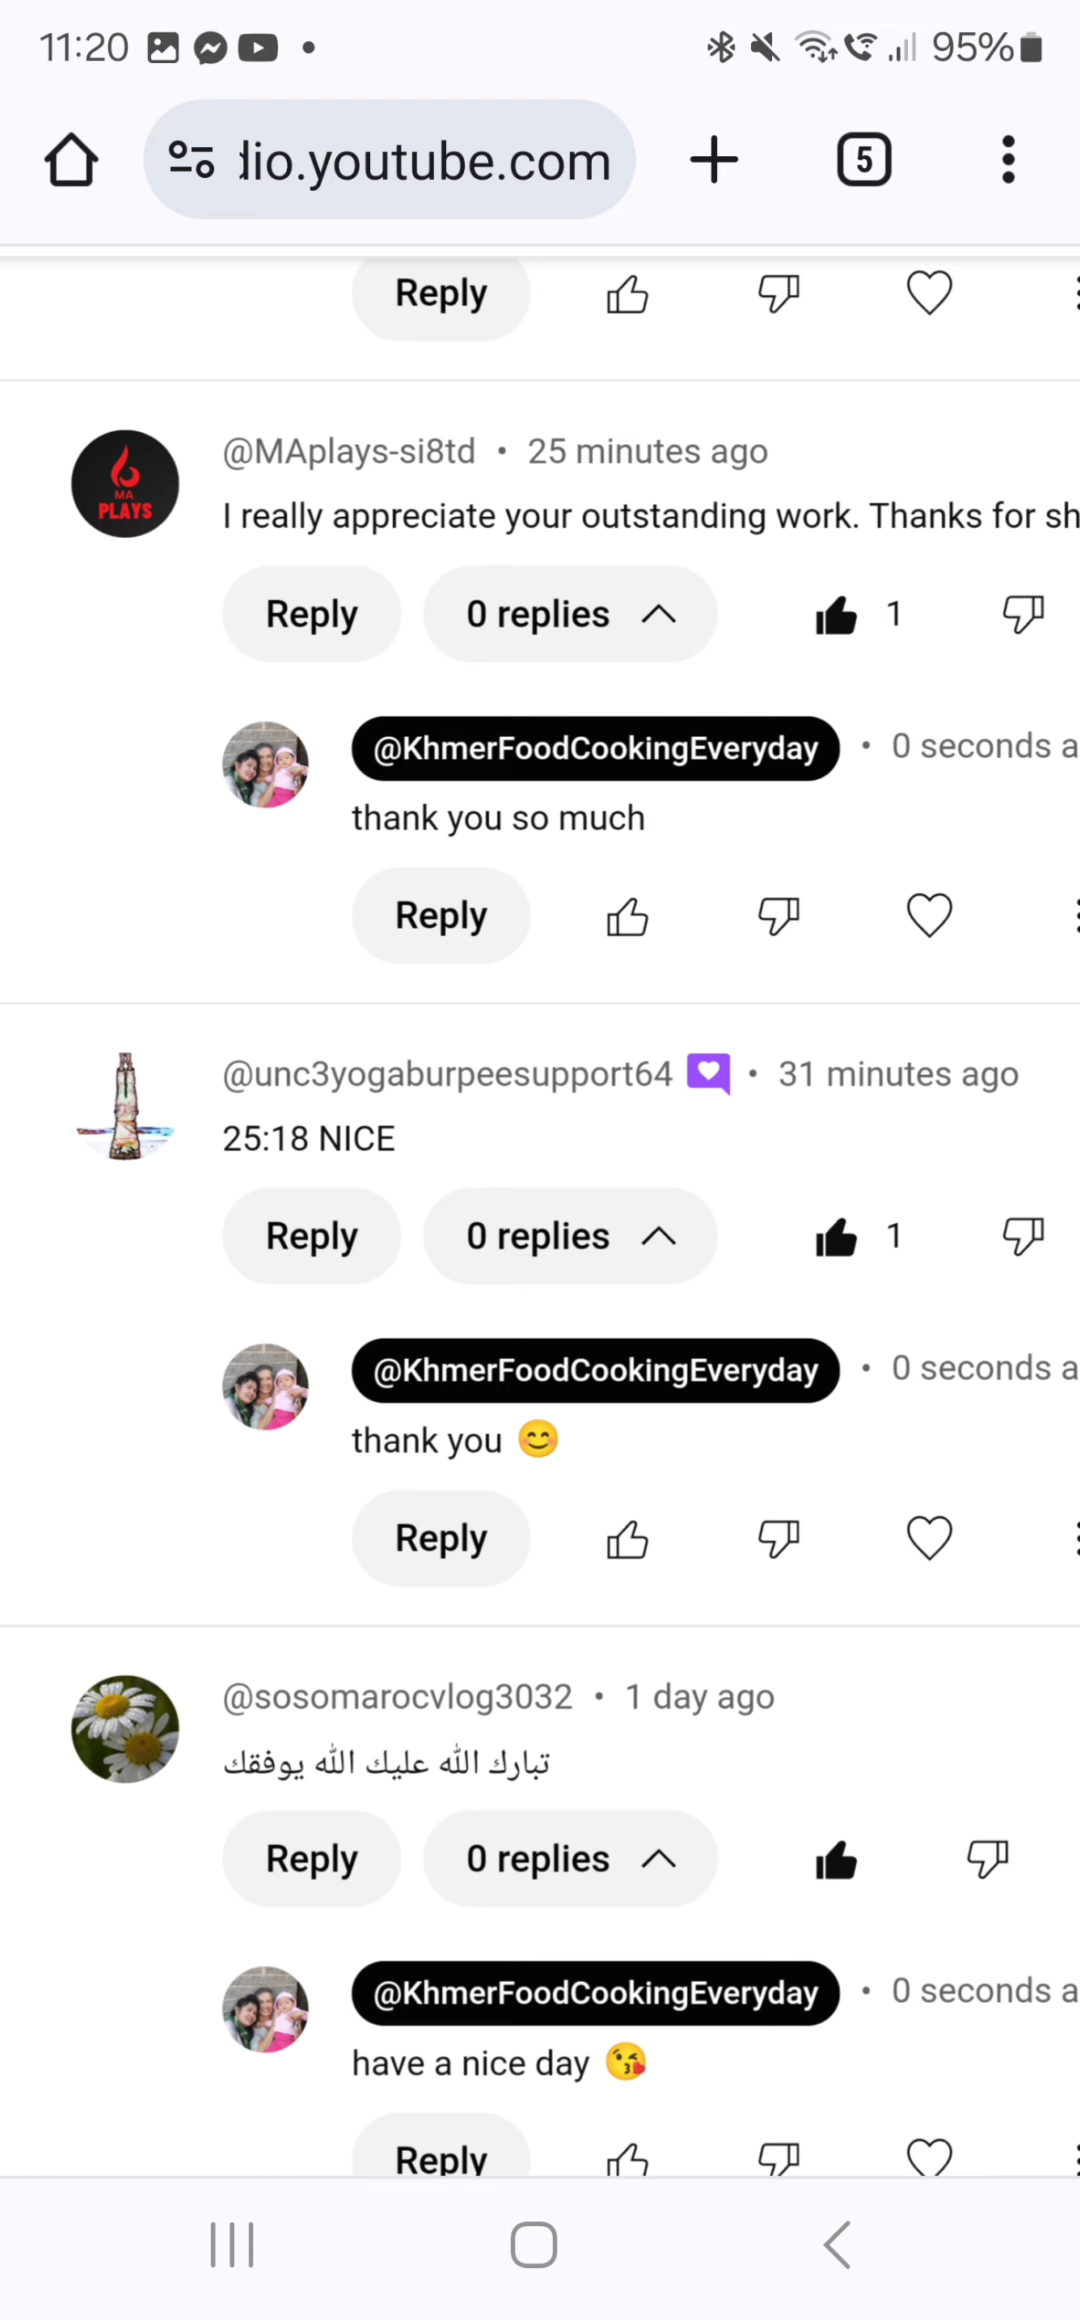 11:20
95%
dio.youtube.com
5
Reply
@MAplays-si8td • 25 minutes ago
MA
PLAYS
I really appreciate your outstanding work. Thanks for sh
Reply
0 replies
1
@KhmerFoodCookingEveryday • 0 seconds a
thank you so much
Reply
@unc3yogaburpeesupport64 • 31 minutes ago
25:18 NICE
Reply
0 replies
1
@KhmerFoodCookingEveryday • 0 seconds a
thank you 😊
Reply
@sosomarocvlog3032 • 1 day ago
تبارك الله عليك الله يوفقك
Reply
0 replies
@KhmerFoodCookingEveryday • 0 seconds a
have a nice day 😘
Reply